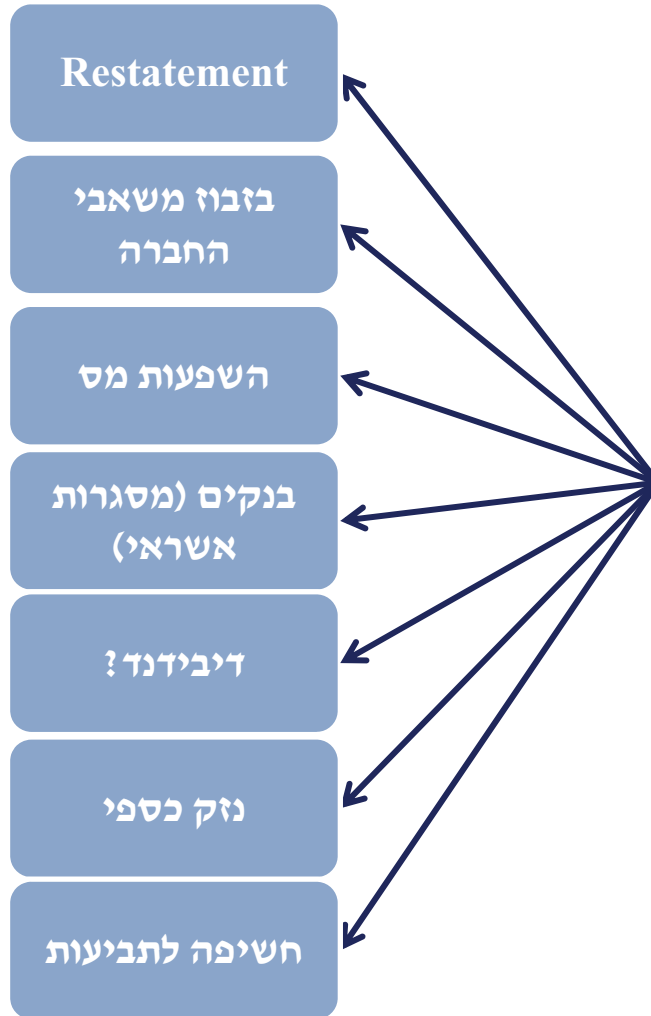 Restatement
בזבוז משאבי
החברה
השפעות מס
בנקים (מסגרות
אשראי)
דיבידנד?
נזק כספי
חשיפה לתביעות